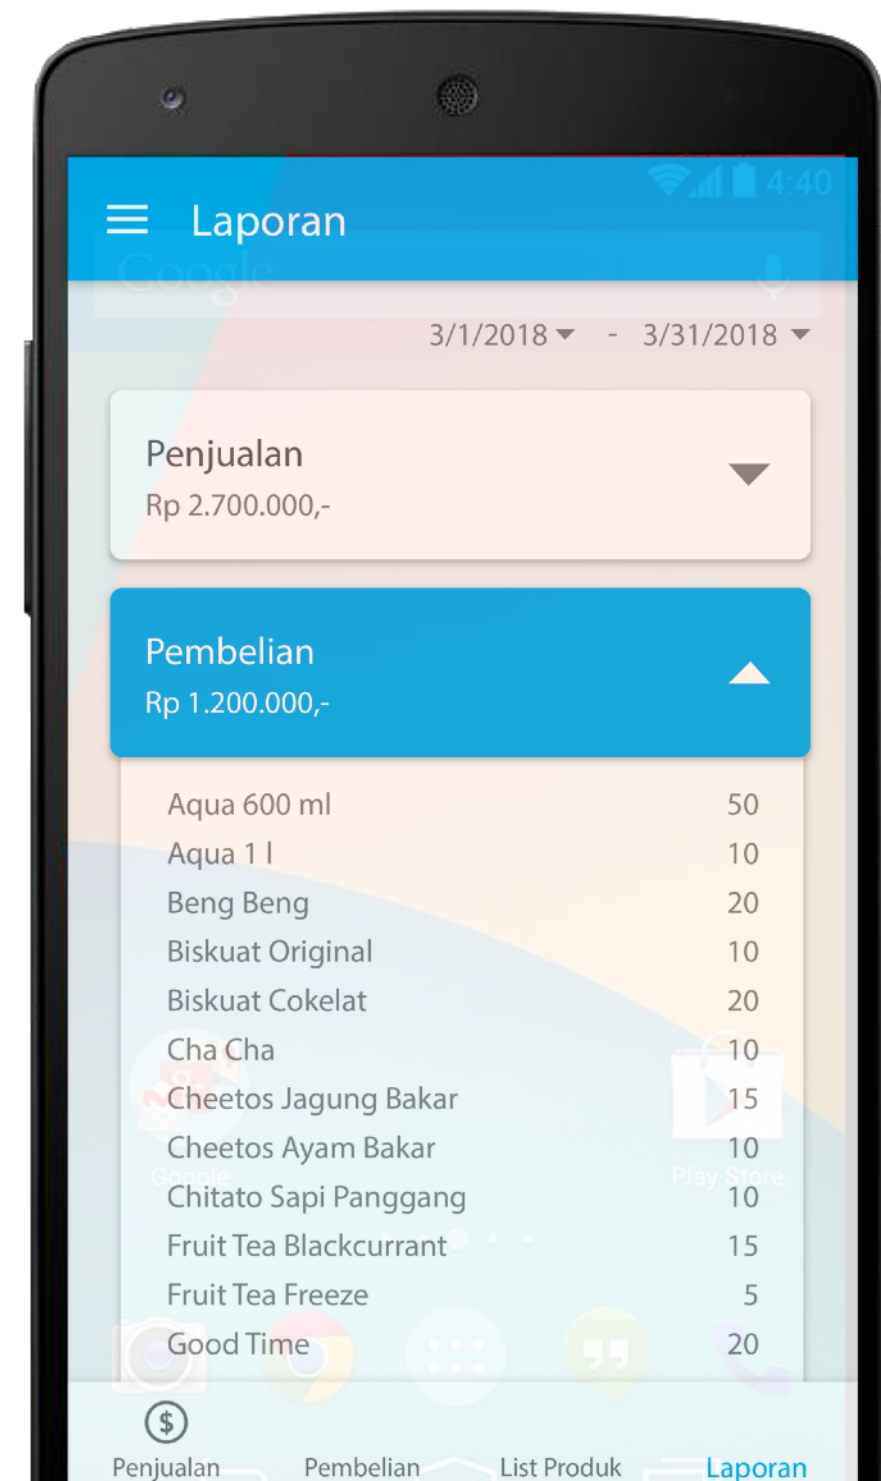 4:40
Laporan
Google
3/1/2018 - 3/31/2018
Penjualan
Rp 2.700.000,-
Pembelian
Rp 1.200.000,-
Aqua 600 ml 50
Aqua 1 l 10
Beng Beng 20
Biskuat Original 10
Biskuat Cokelat 20
Cha Cha 10
Cheetos Jagung Bakar 15
Cheetos Ayam Bakar 10
Google Play Store
Chitato Sapi Panggang 10
Fruit Tea Blackcurrant 15
Fruit Tea Freeze 5
Good Time 20
$
Penjualan Pembelian List Produk Laporan